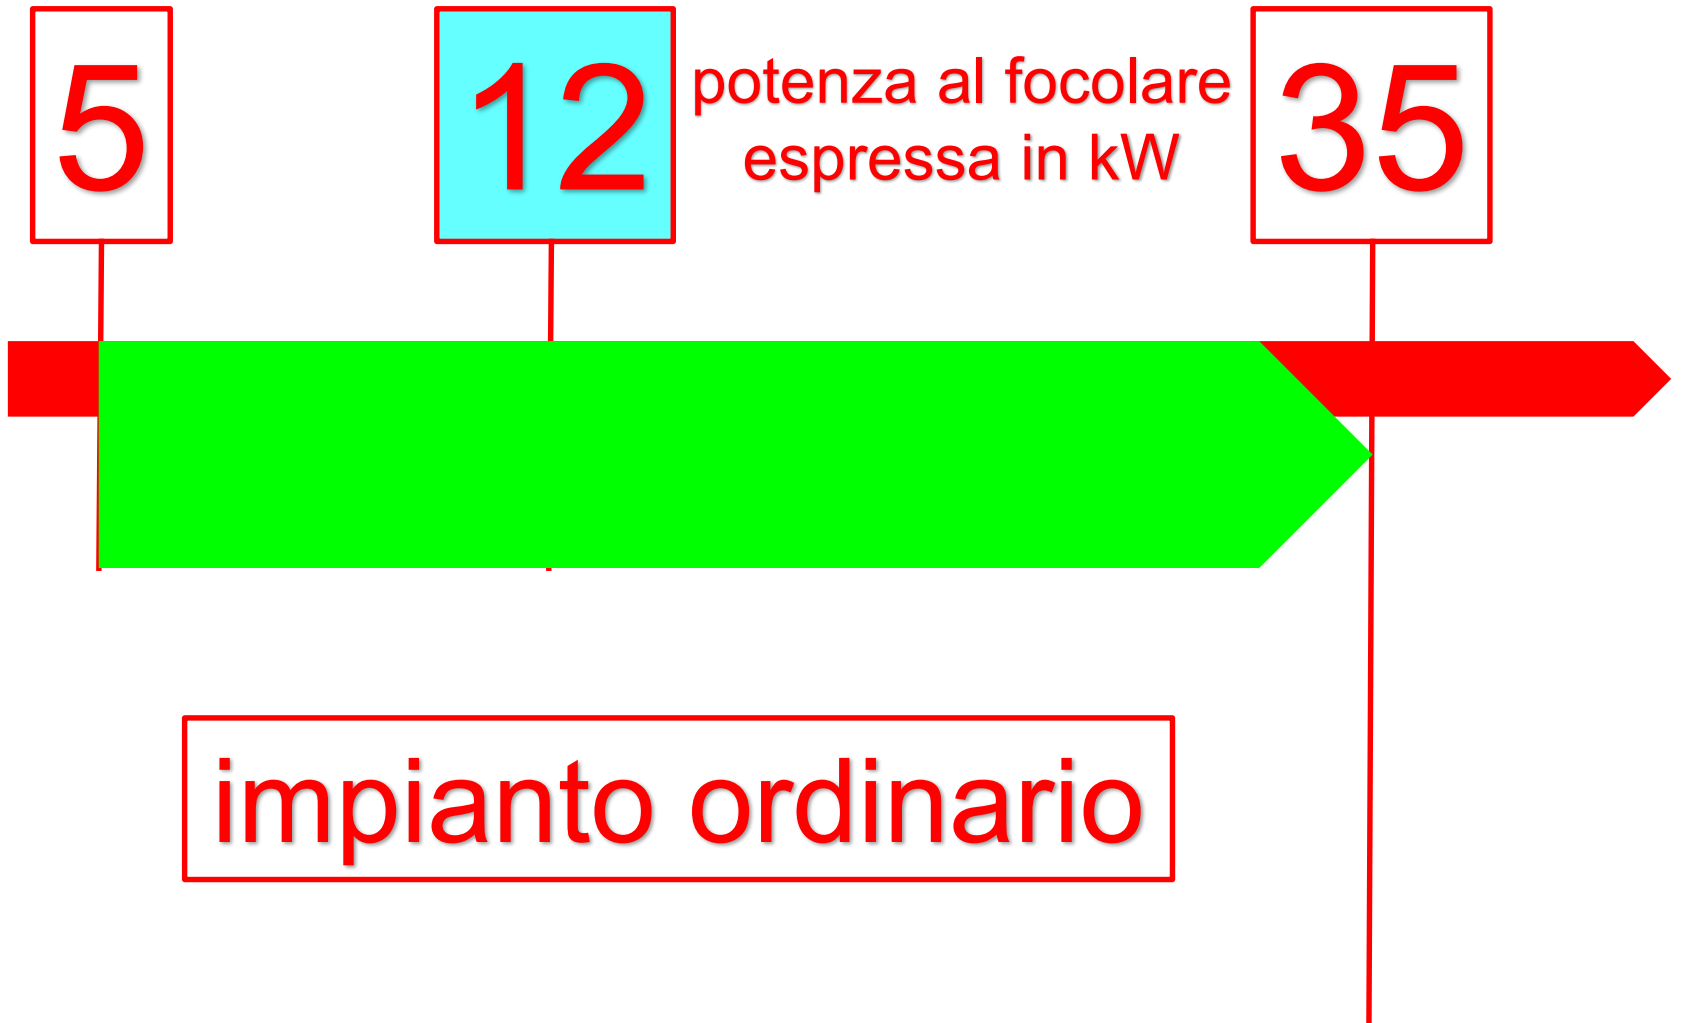 5
12
potenza al focolare
espressa in kW
35
impianto ordinario